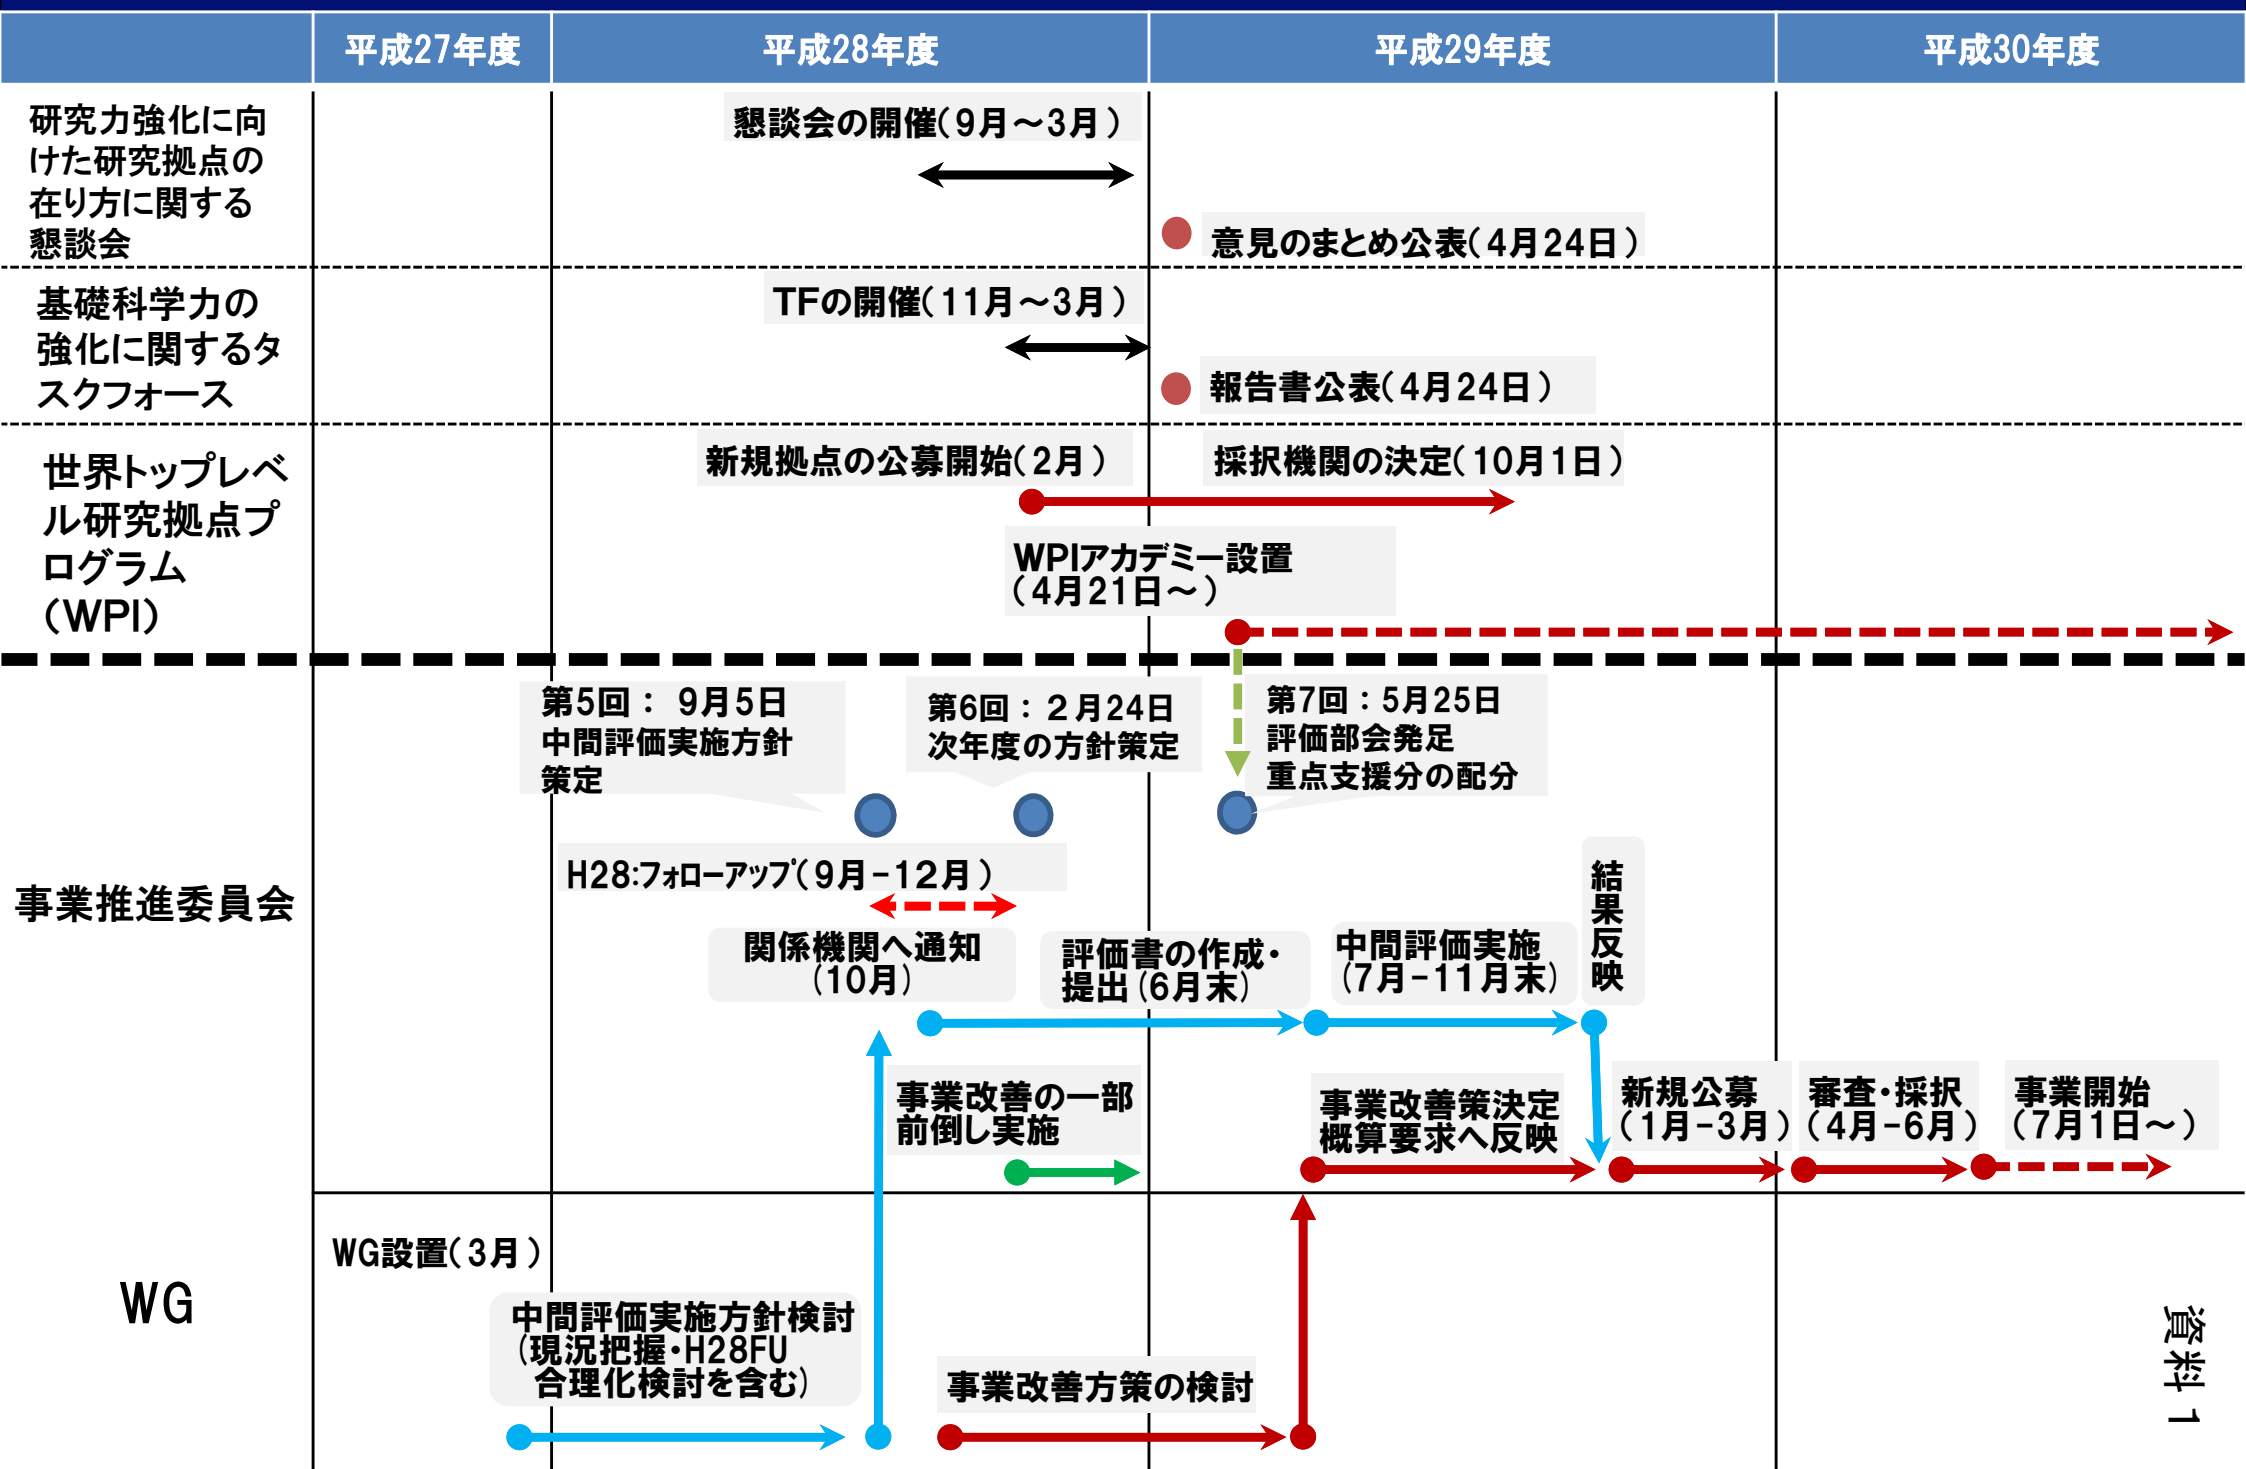 平成27年度
平成28年度
平成29年度
平成30年度
研究力強化に向
けた研究拠点の
在り方に関する
懇談会
懇談会の開催(9月～3月)
意見のまとめ公表(4月24日)
基礎科学力の
強化に関するタ
スクフォース
TFの開催(11月～3月)
報告書公表(4月24日)
世界トップレベ
ル研究拠点プ
ログラム
(WPI)
新規拠点の公募開始(2月)
採択機関の決定(10月1日)
WPIアカデミー設置
(4月21日～)
事業推進委員会
第5回： 9月5日
中間評価実施方針
策定
第6回：２月24日
次年度の方針策定
第7回：5月25日
評価部会発足
重点支援分の配分
H28:ﾌｫﾛｰｱｯﾌﾟ(9月-12月)
関係機関へ通知
(10月)
評価書の作成・
提出(6月末)
中間評価実施
(7月-11月末)
結果反映
事業改善の一部
前倒し実施
事業改善策決定
概算要求へ反映
新規公募
(1月-3月)
審査・採択
(4月-6月)
事業開始
(7月1日～)
WG
WG設置(3月)
中間評価実施方針検討
(現況把握・H28FU
合理化検討を含む)
事業改善方策の検討
資料１